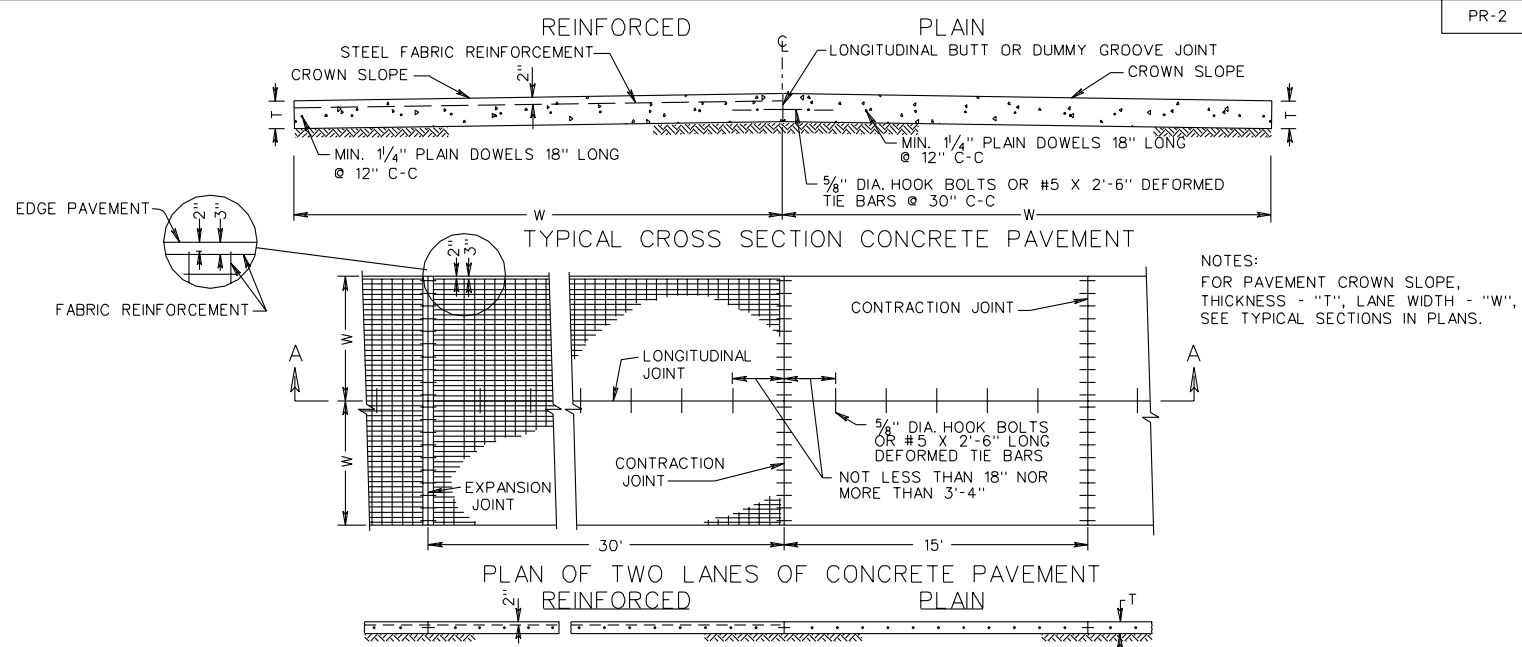 PR-2
REINFORCED
PLAIN
STEEL FABRIC REINFORCEMENT
℄
LONGITUDINAL BUTT OR DUMMY GROOVE JOINT
CROWN SLOPE
2"
CROWN SLOPE
T
T
MIN. 1 1/4" PLAIN DOWELS 18" LONG
@ 12" C-C
MIN. 1 1/4" PLAIN DOWELS 18" LONG
@ 12" C-C
5/8" DIA. HOOK BOLTS OR #5 X 2'-6" DEFORMED
TIE BARS @ 30" C-C
W
W
TYPICAL CROSS SECTION CONCRETE PAVEMENT
EDGE PAVEMENT
2"
3"
FABRIC REINFORCEMENT
2"
3"
NOTES:
FOR PAVEMENT CROWN SLOPE,
THICKNESS - "T", LANE WIDTH - "W",
SEE TYPICAL SECTIONS IN PLANS.
CONTRACTION JOINT
W
A
A
LONGITUDINAL
JOINT
5/8" DIA. HOOK BOLTS
OR #5 X 2'-6" LONG
DEFORMED TIE BARS
W
CONTRACTION
JOINT
NOT LESS THAN 18" NOR
MORE THAN 3'-4"
EXPANSION
JOINT
30'
15'
PLAN OF TWO LANES OF CONCRETE PAVEMENT
REINFORCED
PLAIN
2"
T